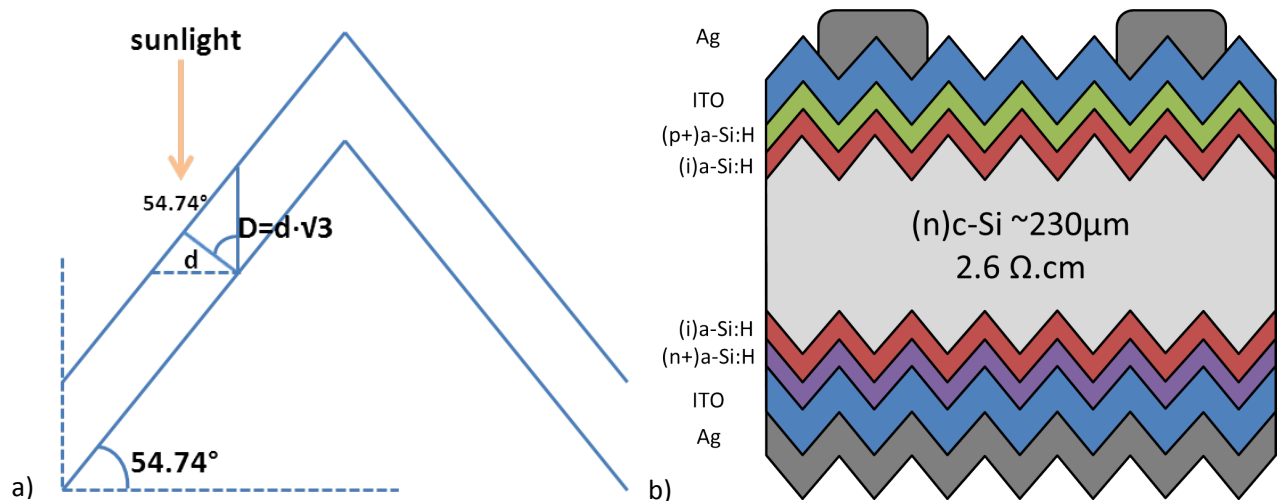 sunlight
54.74°
D=d·√3
d
54.74°
a)
Ag
ITO
(p+)a-Si:H
(i)a-Si:H
(n)c-Si ~230μm
2.6 Ω.cm
(i)a-Si:H
(n+)a-Si:H
ITO
Ag
b)